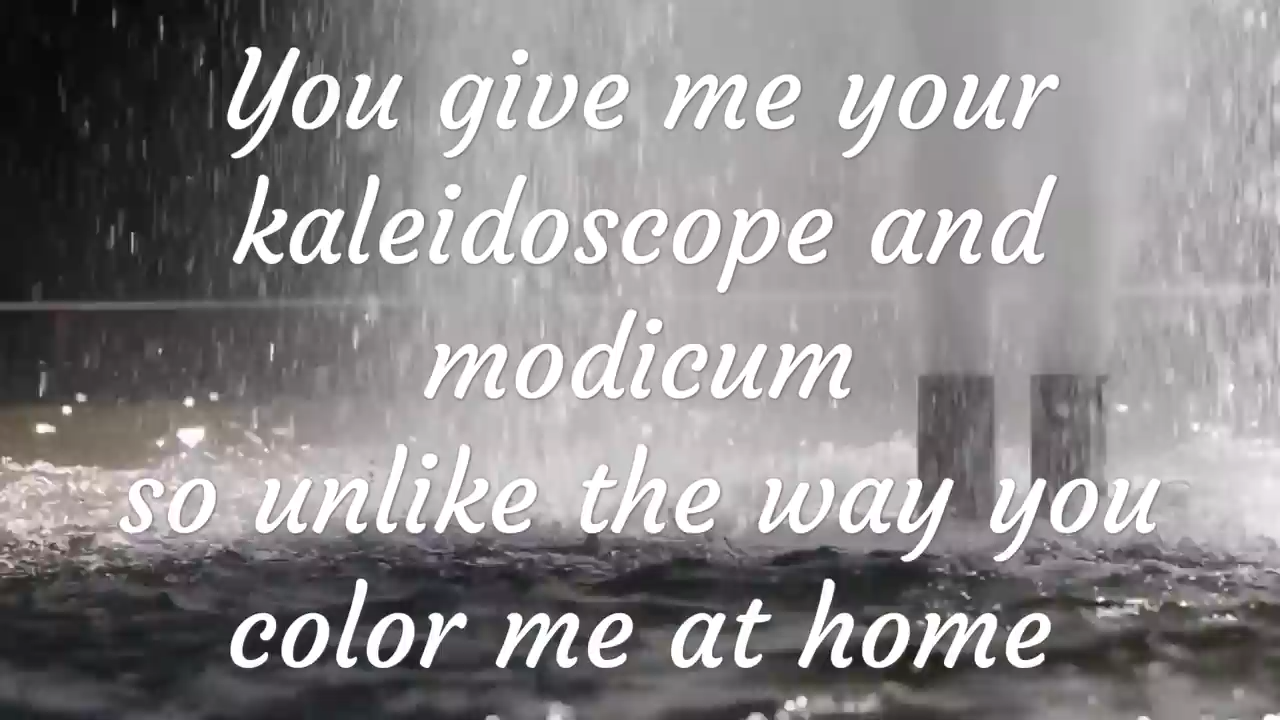 You give me your
kaleidoscope and
modicum
so unlike the way you
color me at home